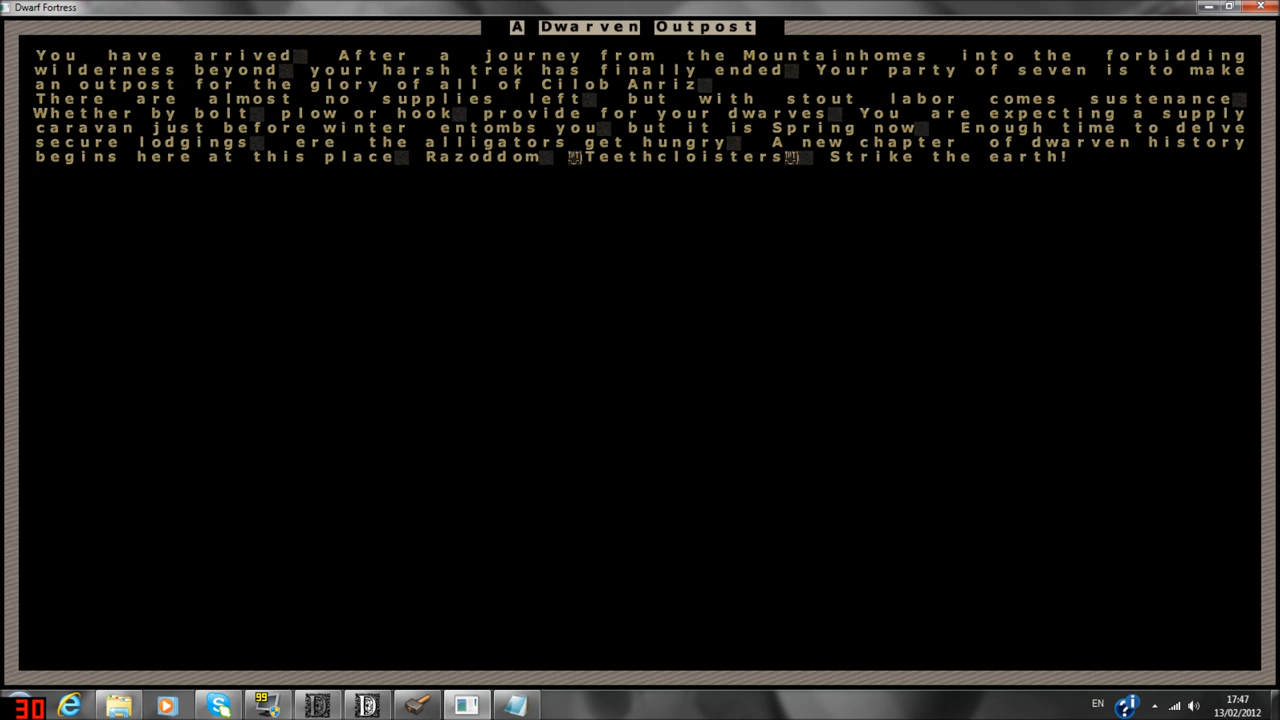 Dwarf Fortress
A Dwarven Outpost
You have arrived After a journey from the Mountainhomes into the forbidding
wilderness beyond your harsh trek has finally ended Your party of seven is to make
an outpost for the glory of all of Cilob Anriz
There are almost no supplies left but with stout labor comes sustenance
Whether by bolt plow or hook provide for your dwarves You are expecting a supply
caravan just before winter entombs you but it is Spring now Enough time to delve
secure lodgings ere the alligators get hungry A new chapter of dwarven history
begins here at this place Razoddom Teethcloisters Strike the earth!
99
30
EN
17:47
13/02/2012